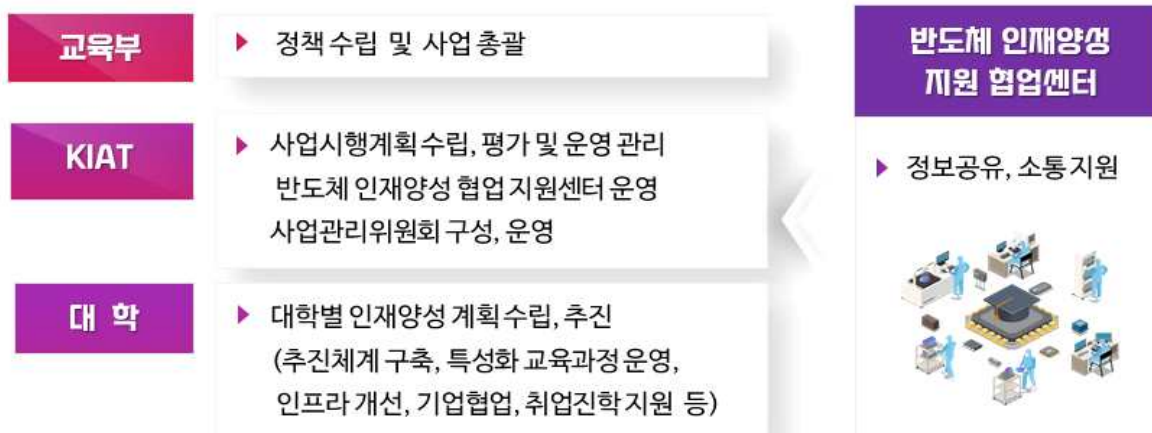 교육부
정책 수립 및 사업 총괄
KIAT
사업시행계획 수립, 평가 및 운영 관리
반도체 인재양성 협업 지원센터 운영
사업관리위원회 구성, 운영
대 학
대학별 인재양성 계획 수립, 추진
(추진체계 구축, 특성화 교육과정 운영,
인프라 개선, 기업협업, 취업진학 지원 등)
반도체 인재양성
지원 협업센터
정보공유, 소통 지원